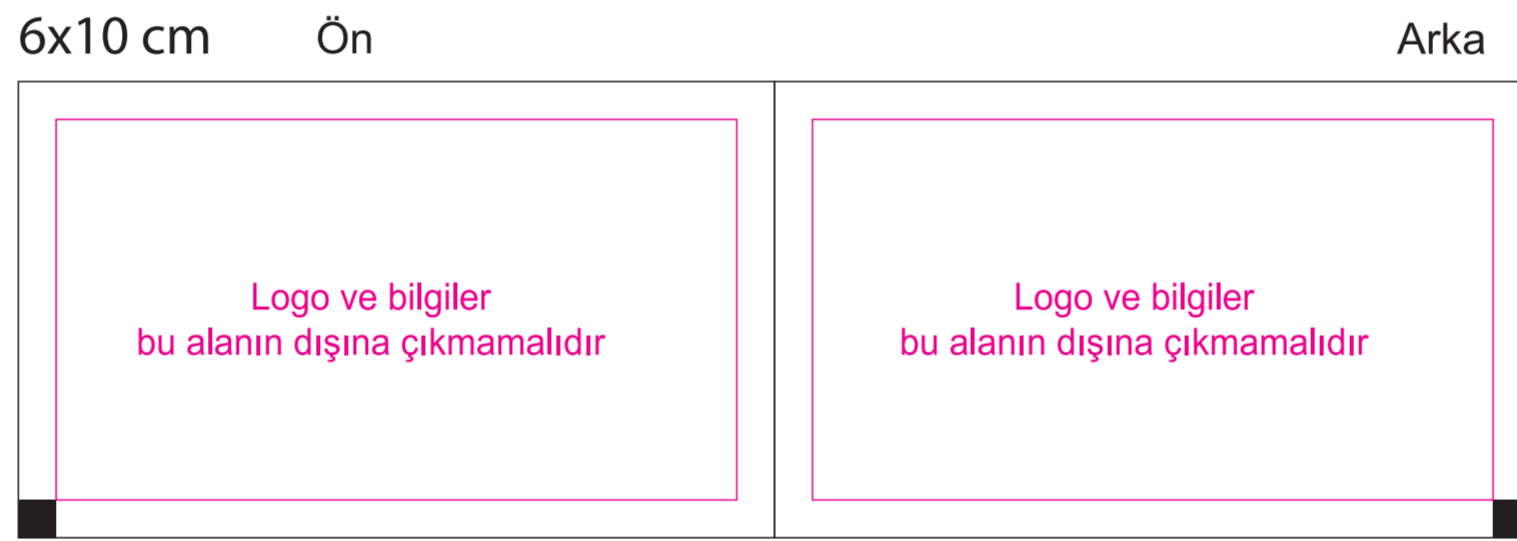 6x10 cm Ön Arka
Logo ve bilgiler
bu alanın dışına çıkmamalıdır
Logo ve bilgiler
bu alanın dışına çıkmamalıdır